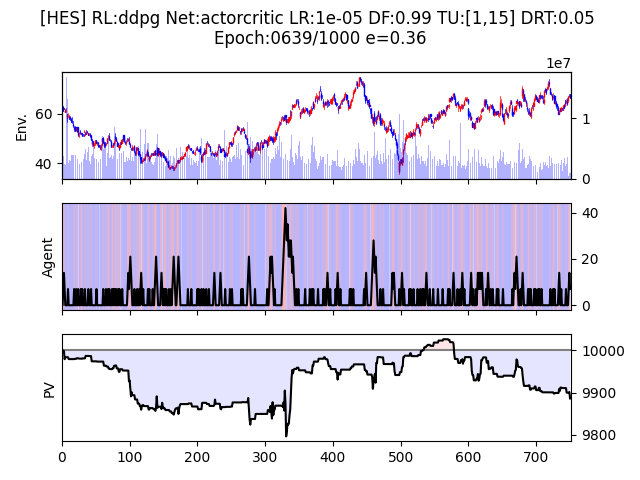 [HES] RL:ddpg Net:actorcritic LR:1e-05 DF:0.99 TU:[1,15] DRT:0.05
Epoch:0639/1000 e=0.36
1e7
Env.
60
40
1
0
Agent
40
20
0
PV
10000
9900
9800
0 100 200 300 400 500 600 700